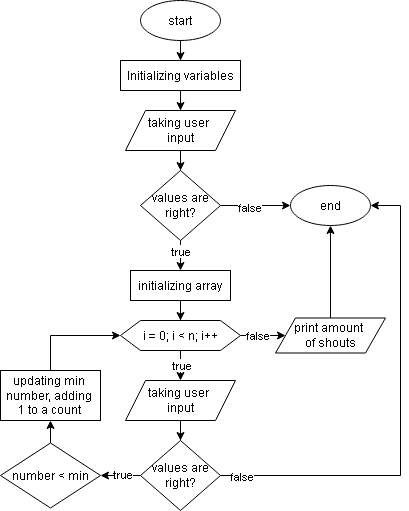 start
Initializing variables
taking user
input
values are
right?
false
end
true
initializing array
i = 0; i < n; i++
false
print amount
of shouts
true
updating min
number, adding
1 to a count
taking user
input
number < min
true
values are
right?
false